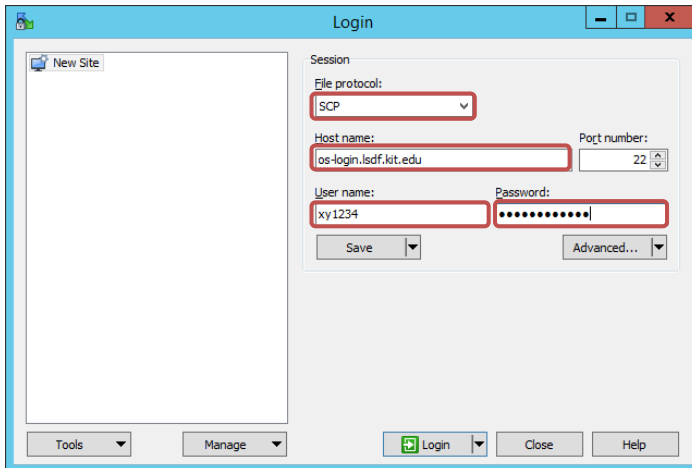 Login
New Site
Session
File protocol:
SCP
Host name:
Port number:
os-login.lsdf.kit.edu
22
User name:
Password:
xy1234
●●●●●●●●●●●●
Save
Advanced...
Tools
Manage
Login
Close
Help